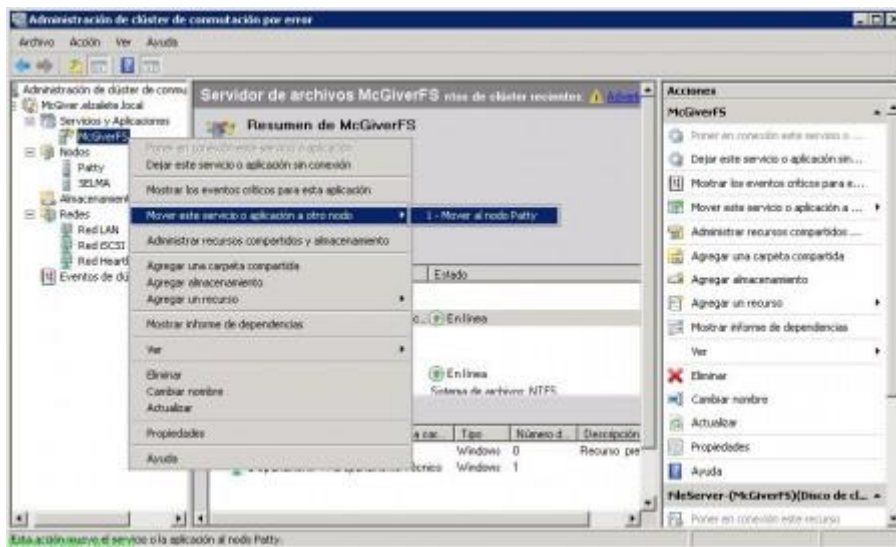 Administración de clúster de conmutación por error
Archivo Acción Ver Ayuda
Administración de clúster de conmu
McGiver.elzalete.local
Servicios y Aplicaciones
McGiverFS
Nodos
Patty
SELMA
Almacenamient
Redes
Red LAN
Red iSCSI
Red Heart
Eventos de clú
Servidor de archivos McGiverFS
ntos de clúster recientes:
Resumen de McGiverFS
Poner en conexión este servicio o aplicación
Dejar este servicio o aplicación sin conexión
Mostrar los eventos críticos para esta aplicación
Mover este servicio o aplicación a otro nodo
1 - Mover al nodo Patty
Administrar recursos compartidos y almacenamiento
Agregar una carpeta compartida
Agregar almacenamiento
Agregar un recurso
Mostrar informe de dependencias
Ver
Eliminar
Cambiar nombre
Actualizar
Propiedades
Ayuda
Estado
En línea
En línea
Sistema de archivos: NTFS
a car... Tipo Número d... Descripción
Windows 0 Recurso pre
Windows 1
Acciones
McGiverFS
Poner en conexión este servicio o ...
Dejar este servicio o aplicación sin...
Mostrar los eventos críticos para e...
Mover este servicio o aplicación a ...
Administrar recursos compartidos ...
Agregar una carpeta compartida
Agregar almacenamiento
Agregar un recurso
Mostrar informe de dependencias
Ver
Eliminar
Cambiar nombre
Actualizar
Propiedades
Ayuda
FileServer-(McGiverFS)(Disco de cl...
Poner en conexión este recurso
Esta acción mueve el servicio o la aplicación al nodo Patty.